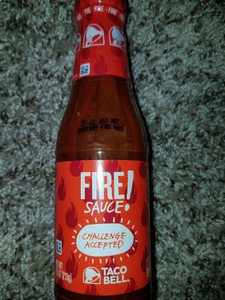 FIRE!
SAUCE!
CHALLENGE
ACCEPTED
TACO
BELL